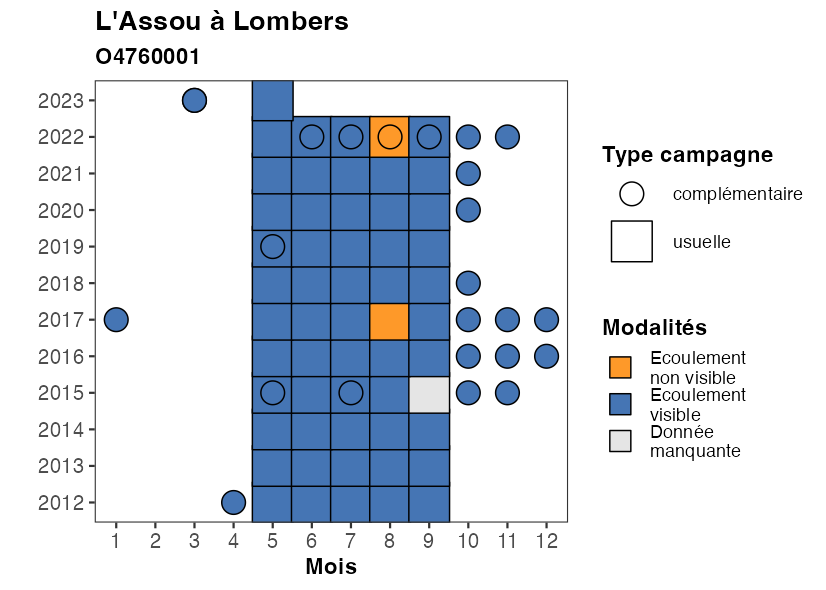 L'Assou à Lombers
O4760001
2023
2022
2021
2020
2019
2018
2017
2016
2015
2014
2013
2012
1 2 3 4 5 6 7 8 9 10 11 12
Mois
Type campagne
complémentaire
usuelle
Modalités
Ecoulement
non visible
Ecoulement
visible
Donnée
manquante